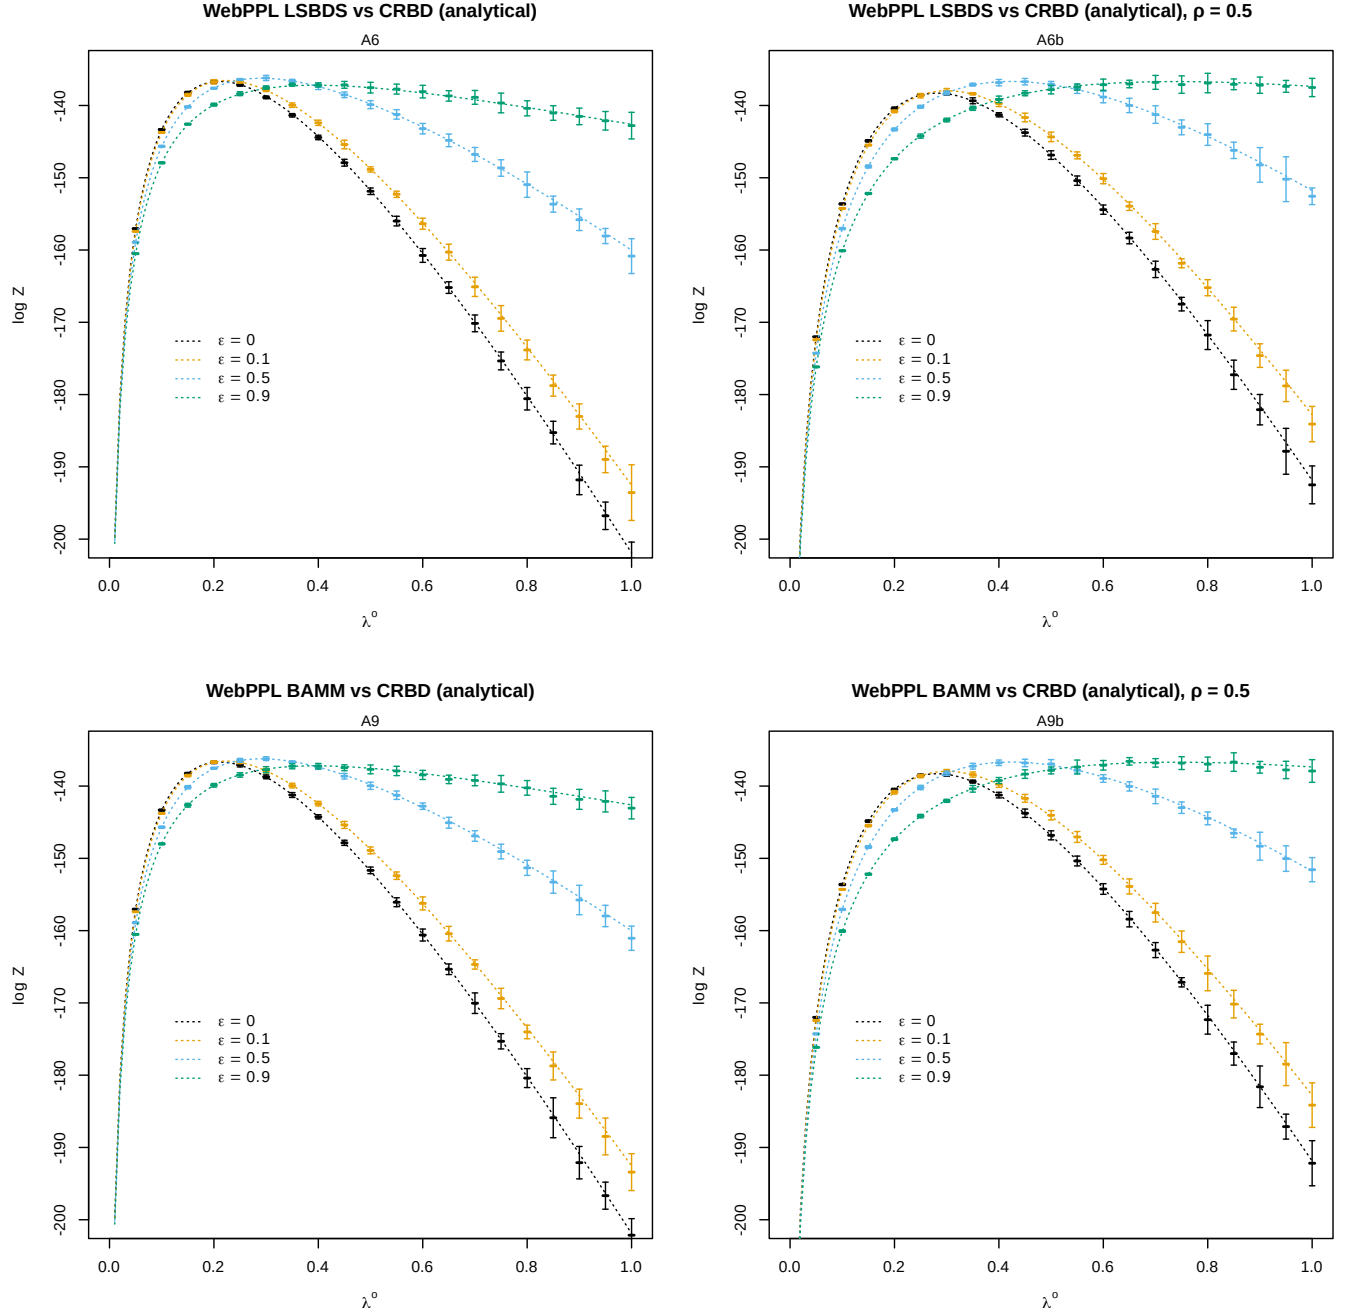 WebPPL LSBDS vs CRBD (analytical)
A6
log Z
-140
-150
-160
-170
-180
-190
-200
ε = 0
ε = 0.1
ε = 0.5
ε = 0.9
0.0 0.2 0.4 0.6 0.8 1.0
λ°
WebPPL LSBDS vs CRBD (analytical), ρ = 0.5
A6b
log Z
-140
-150
-160
-170
-180
-190
-200
ε = 0
ε = 0.1
ε = 0.5
ε = 0.9
0.0 0.2 0.4 0.6 0.8 1.0
λ°
WebPPL BAMM vs CRBD (analytical)
A9
log Z
-140
-150
-160
-170
-180
-190
-200
ε = 0
ε = 0.1
ε = 0.5
ε = 0.9
0.0 0.2 0.4 0.6 0.8 1.0
λ°
WebPPL BAMM vs CRBD (analytical), ρ = 0.5
A9b
log Z
-140
-150
-160
-170
-180
-190
-200
ε = 0
ε = 0.1
ε = 0.5
ε = 0.9
0.0 0.2 0.4 0.6 0.8 1.0
λ°